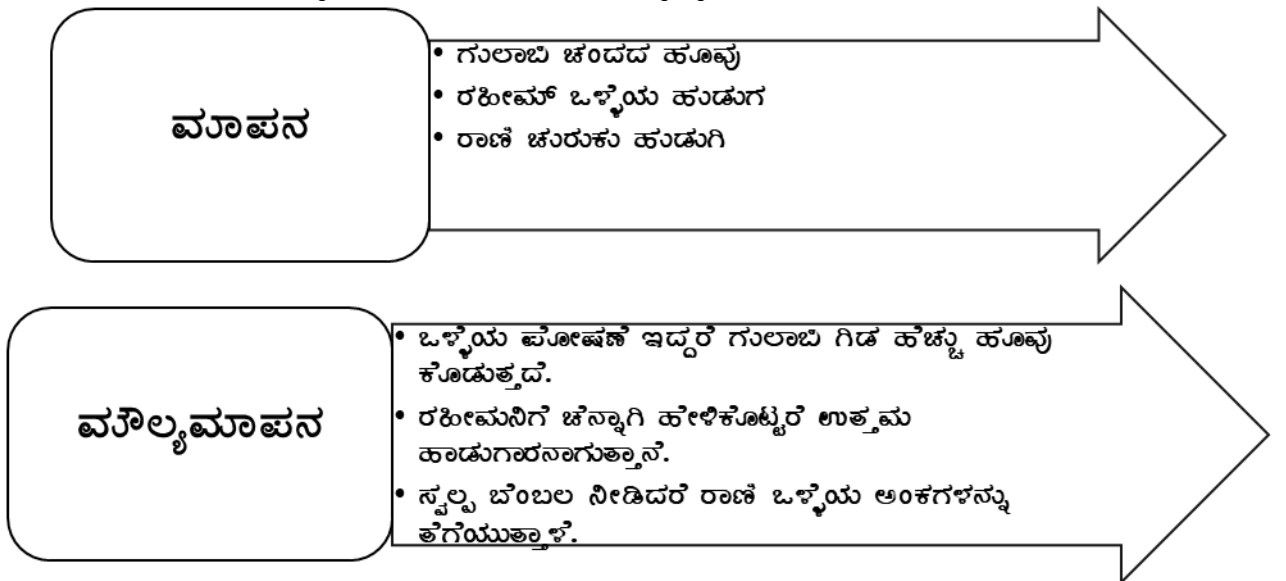 ಮಾಪನ
• ಗುಲಾಬಿ ಚಂದದ ಹೂವು
• ರಹೀಮ್ ಒಳ್ಳೆಯ ಹುಡುಗ
• ರಾಣಿ ಚುರುಕು ಹುಡುಗಿ
ಮೌಲ್ಯಮಾಪನ
• ಒಳ್ಳೆಯ ಪೋಷಣೆ ಇದ್ದರೆ ಗುಲಾಬಿ ಗಿಡ ಹೆಚ್ಚು ಹೂವು
ಕೊಡುತ್ತದೆ.
• ರಹೀಮನಿಗೆ ಚೆನ್ನಾಗಿ ಹೇಳಿಕೊಟ್ಟರೆ ಉತ್ತಮ
ಹಾಡುಗಾರನಾಗುತ್ತಾನೆ.
• ಸ್ವಲ್ಪ ಬೆಂಬಲ ನೀಡಿದರೆ ರಾಣಿ ಒಳ್ಳೆಯ ಅಂಕಗಳನ್ನು
ತೆಗೆಯುತ್ತಾಳೆ.